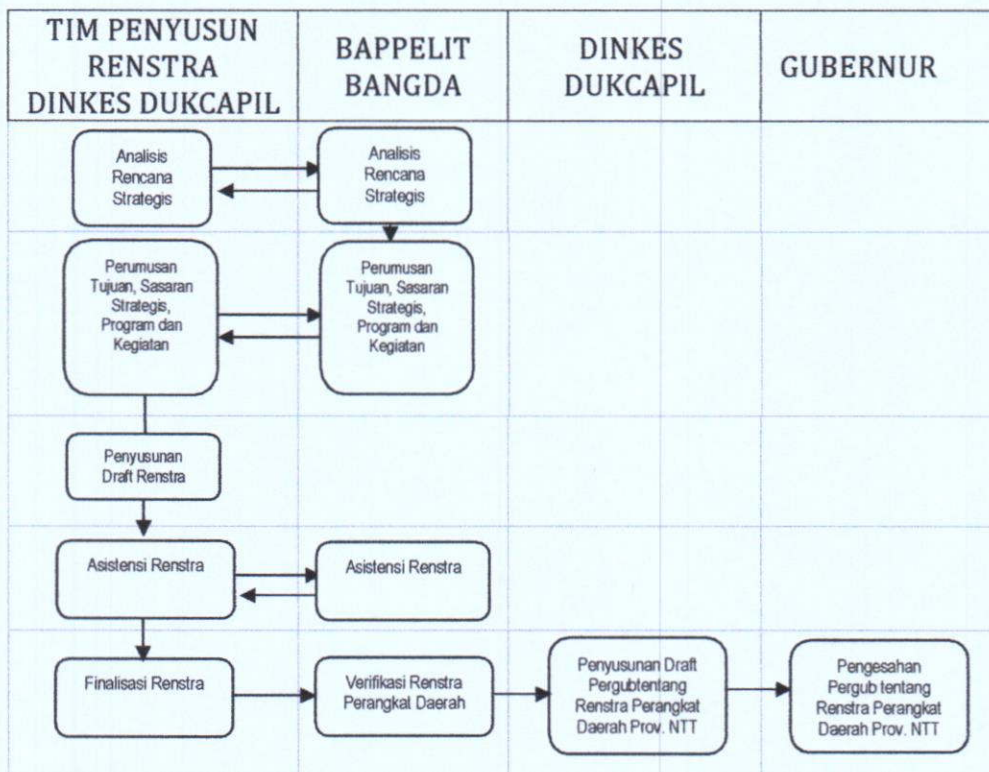 TIM PENYUSUN
RENSTRA
DINKES DUKCAPIL
BAPPELIT
BANGDA
DINKES
DUKCAPIL
GUBERNUR
Analisis
Rencana
Strategis
Analisis
Rencana
Strategis
Perumusan
Tujuan, Sasaran
Strategis,
Program dan
Kegiatan
Perumusan
Tujuan, Sasaran
Strategis,
Program dan
Kegiatan
Penyusunan
Draft Renstra
Asistensi Renstra
Asistensi Renstra
Finalisasi Renstra
Verifikasi Renstra
Perangkat Daerah
Penyusunan Draft
Pergubtentang
Renstra Perangkat
Daerah Prov. NTT
Pengesahan
Pergub tentang
Renstra Perangkat
Daerah Prov. NTT